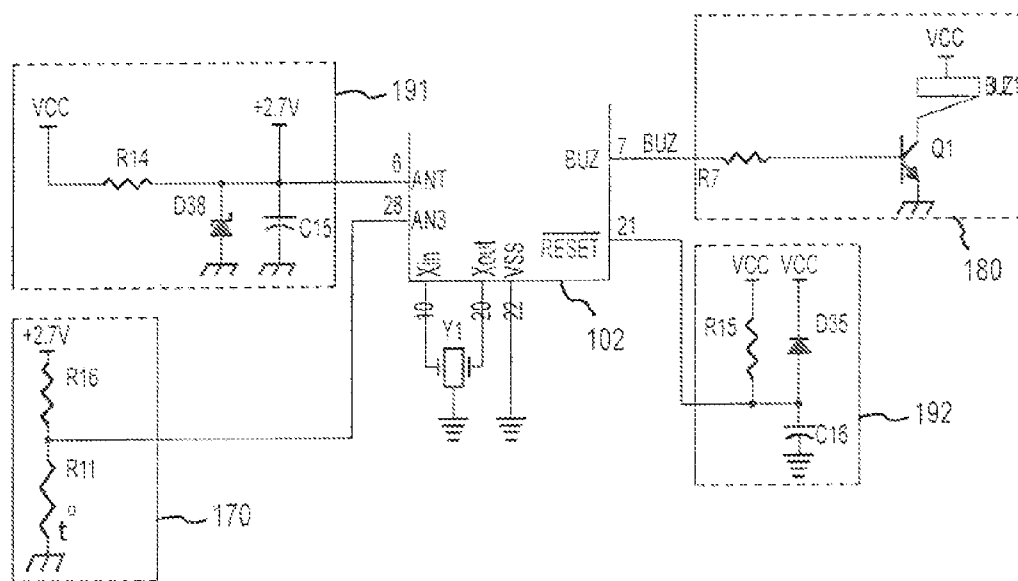 191
VCC
+2.7V
R14
D38
C15
6
ANT
28
AN3
Xin
Xout
VSS
20
22
Y1
BUZ
7
BUZ
RESET
21
102
VCC
BUZ1
R7
Q1
180
VCC
VCC
R15
D35
C16
192
+2.7V
R16
R11
t°
170